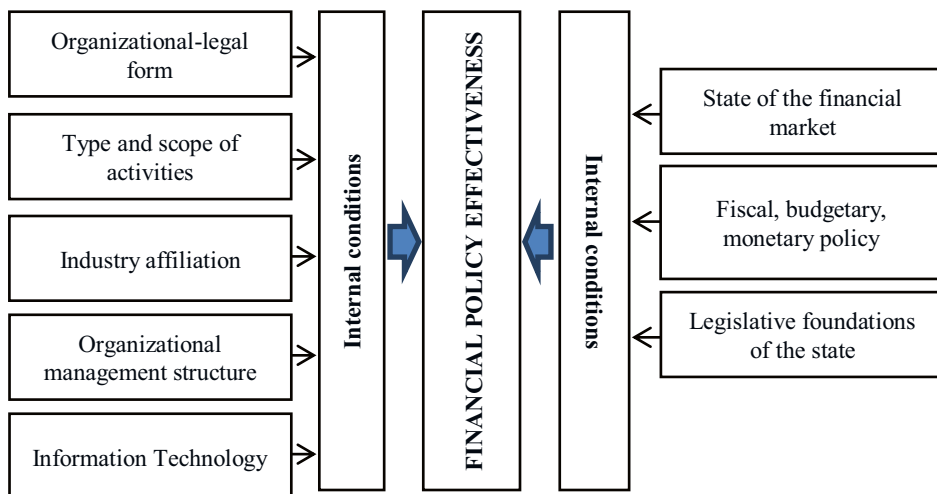 Organizational-legal
form
Type and scope of
activities
Industry affiliation
Organizational
management structure
Information Technology
Internal conditions
FINANCIAL POLICY EFFECTIVENESS
Internal conditions
State of the financial
market
Fiscal, budgetary,
monetary policy
Legislative foundations
of the state